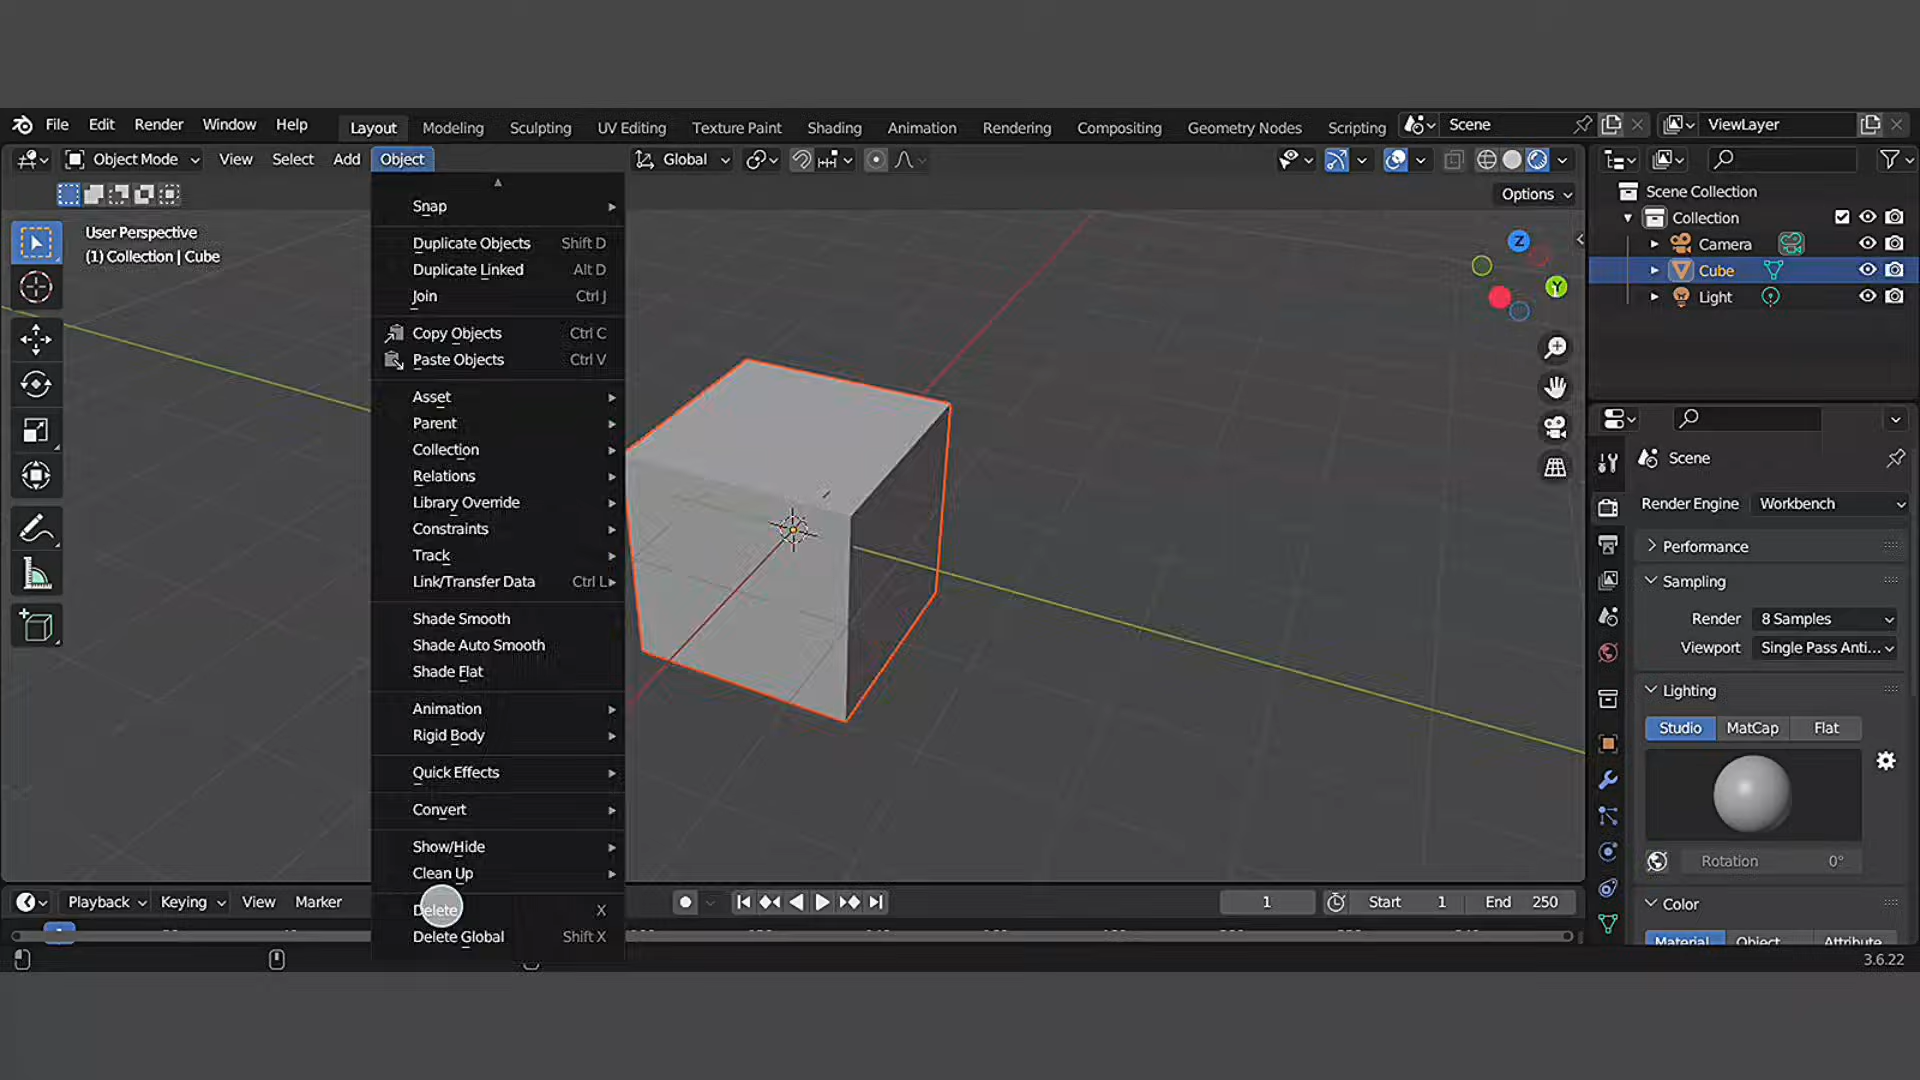 File Edit Render Window Help
Layout Modeling Sculpting UV Editing Texture Paint Shading Animation Rendering Compositing Geometry Nodes Scripting
Scene
ViewLayer
Object Mode View Select Add Object
Global
Options
User Perspective
(1) Collection | Cube
Snap
Duplicate Objects Shift D
Duplicate Linked Alt D
Join Ctrl J
Copy Objects Ctrl C
Paste Objects Ctrl V
Asset
Parent
Collection
Relations
Library Override
Constraints
Track
Link/Transfer Data Ctrl L
Shade Smooth
Shade Auto Smooth
Shade Flat
Animation
Rigid Body
Quick Effects
Convert
Show/Hide
Clean Up
Delete X
Delete Global Shift X
Z
Y
Scene Collection
Collection
Camera
Cube
Light
Scene
Render Engine Workbench
Performance
Sampling
Render 8 Samples
Viewport Single Pass Anti...
Lighting
Studio MatCap Flat
Rotation 0°
Color
Material Object Attribute
Playback Keying View Marker
1 Start 1 End 250
3.6.22